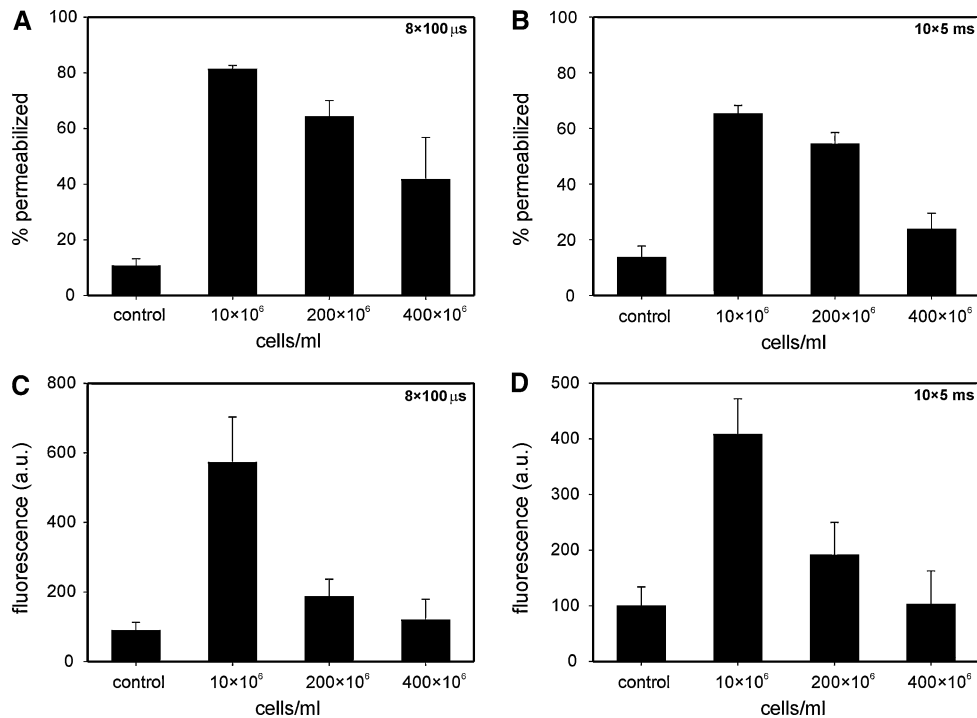 A
8×100 μs
100
80
60
40
20
0
% permeabilized
control 10×10⁶ 200×10⁶ 400×10⁶
cells/ml
B
10×5 ms
100
80
60
40
20
0
% permeabilized
control 10×10⁶ 200×10⁶ 400×10⁶
cells/ml
C
8×100 μs
800
600
400
200
0
fluorescence (a.u.)
control 10×10⁶ 200×10⁶ 400×10⁶
cells/ml
D
10×5 ms
500
400
300
200
100
0
fluorescence (a.u.)
control 10×10⁶ 200×10⁶ 400×10⁶
cells/ml